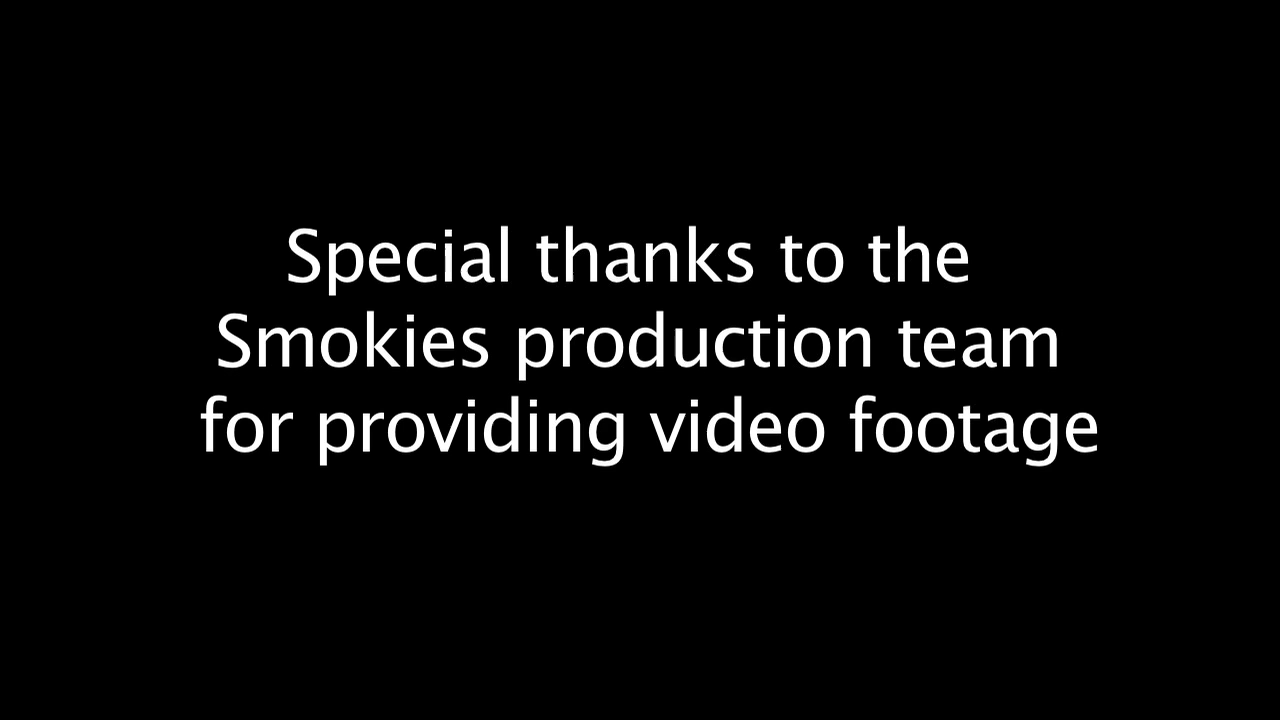 Special thanks to the
Smokies production team
for providing video footage